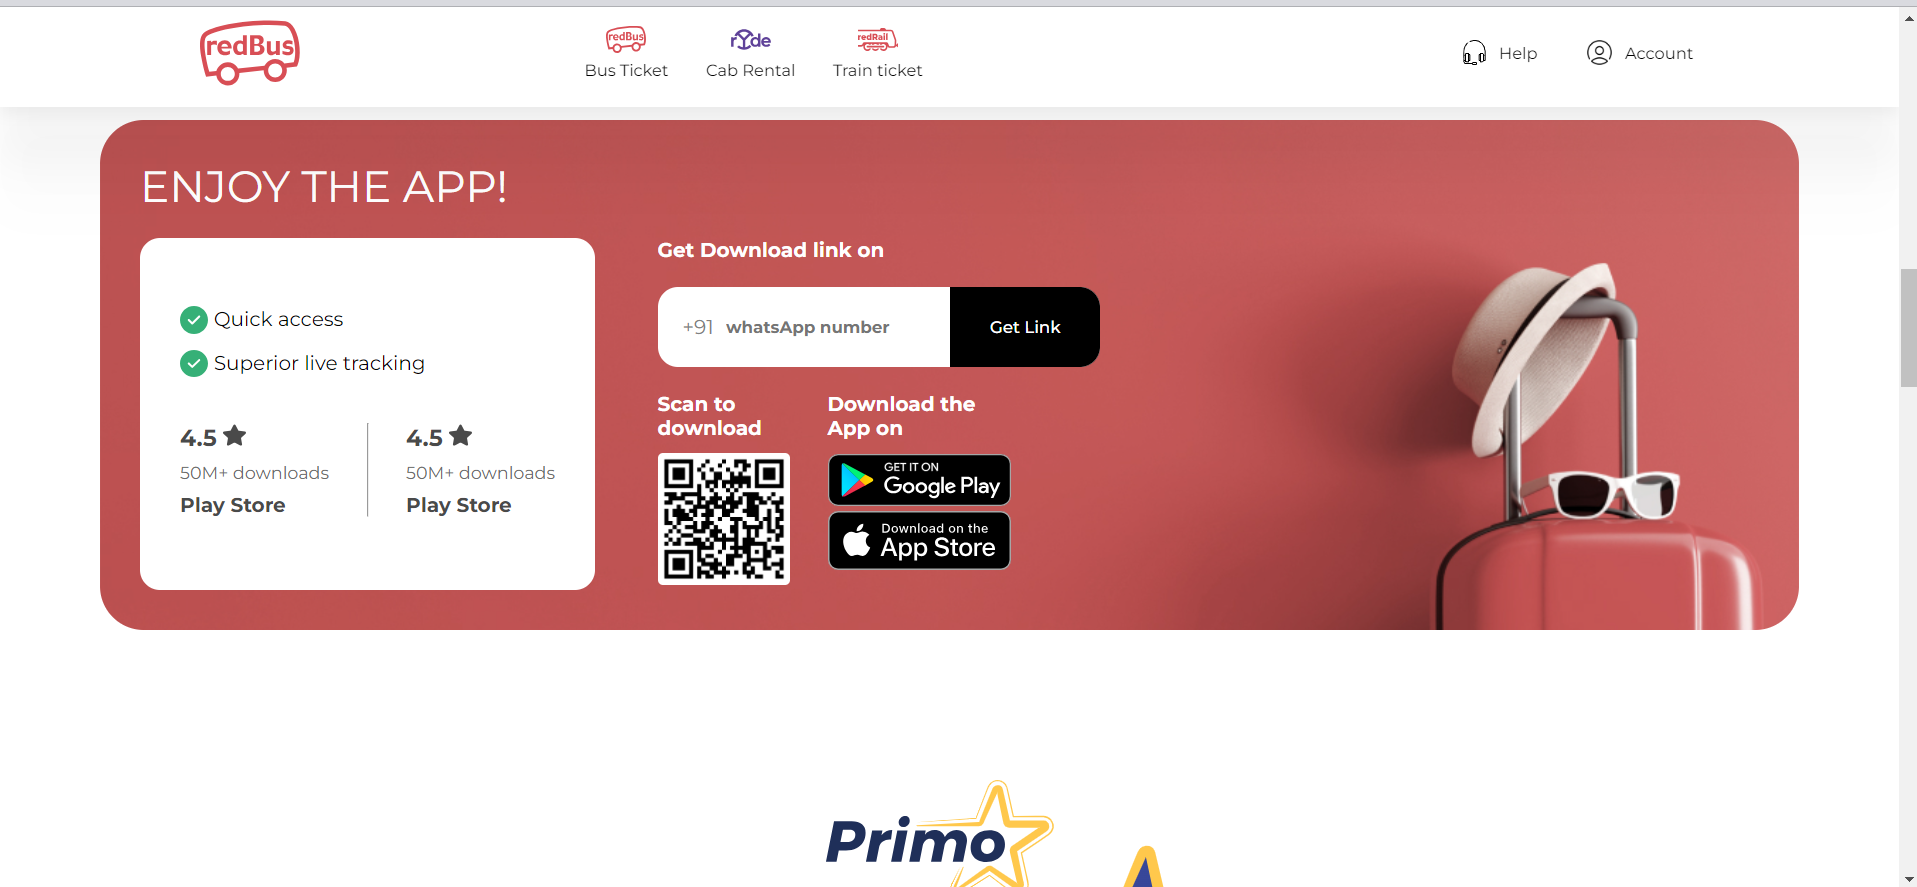 redBus
redBus
Bus Ticket
rYde
Cab Rental
redRail
Train ticket
Help
Account
ENJOY THE APP!
Quick access
Superior live tracking
4.5
50M+ downloads
Play Store
4.5
50M+ downloads
Play Store
Get Download link on
+91 whatsApp number
Get Link
Scan to
download
Download the
App on
GET IT ON
Google Play
Download on the
App Store
Primo